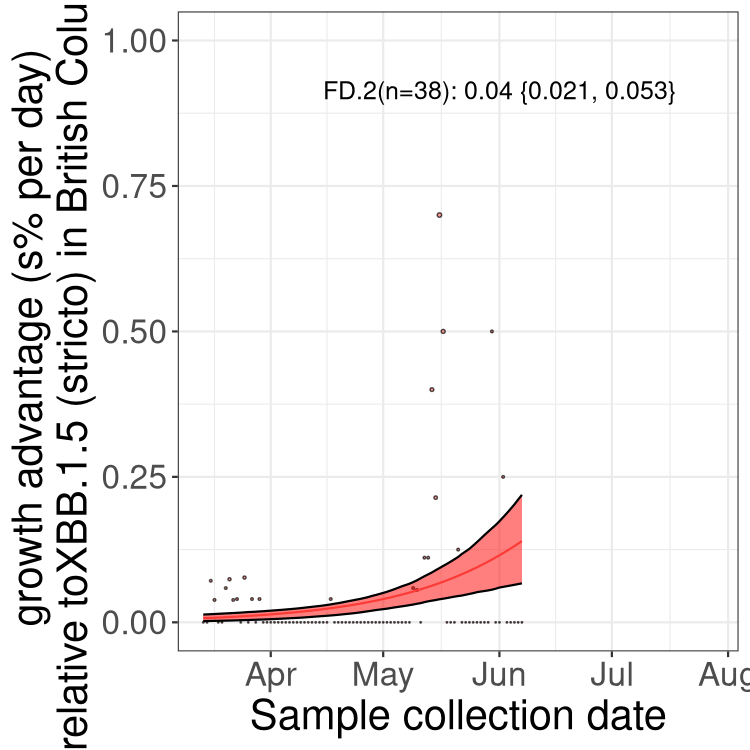 growth advantage (s% per day)
relative toXBB.1.5 (stricto) in British Colu
1.00
0.75
0.50
0.25
0.00
FD.2(n=38): 0.04 {0.021, 0.053}
Apr May Jun Jul Aug
Sample collection date